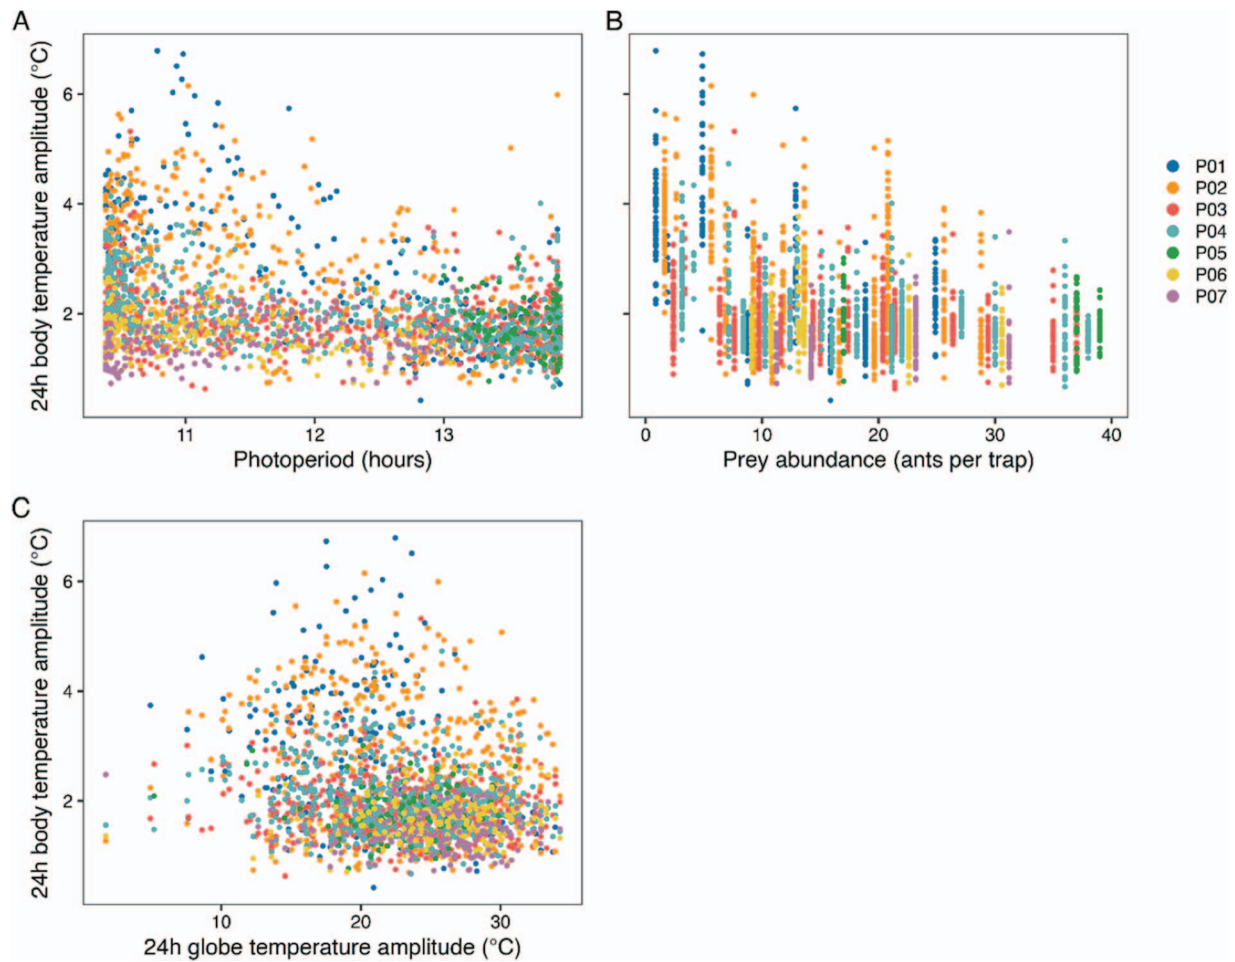 A
B
24h body temperature amplitude (°C)
6
4
2
11
12
13
Photoperiod (hours)
0
10
20
30
40
Prey abundance (ants per trap)
P01
P02
P03
P04
P05
P06
P07
C
24h body temperature amplitude (°C)
6
4
2
10
20
30
24h globe temperature amplitude (°C)